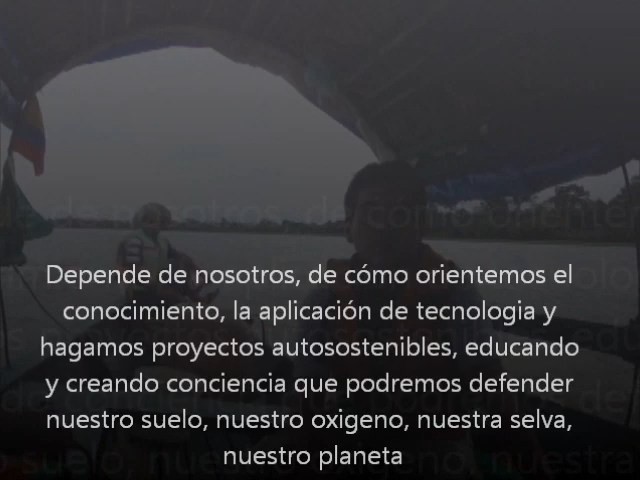 Depende de nosotros, de cómo orientemos el
conocimiento, la aplicación de tecnologia y
hagamos proyectos autosostenibles, educando
y creando conciencia que podremos defender
nuestro suelo, nuestro oxigeno, nuestra selva,
nuestro planeta